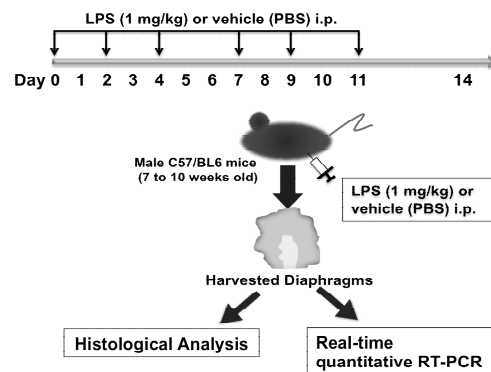 LPS (1 mg/kg) or vehicle (PBS) i.p.
Day 0 1 2 3 4 5 6 7 8 9 10 11 14
Male C57/BL6 mice
(7 to 10 weeks old)
LPS (1 mg/kg) or
vehicle (PBS) i.p.
Harvested Diaphragms
Histological Analysis
Real-time
quantitative RT-PCR